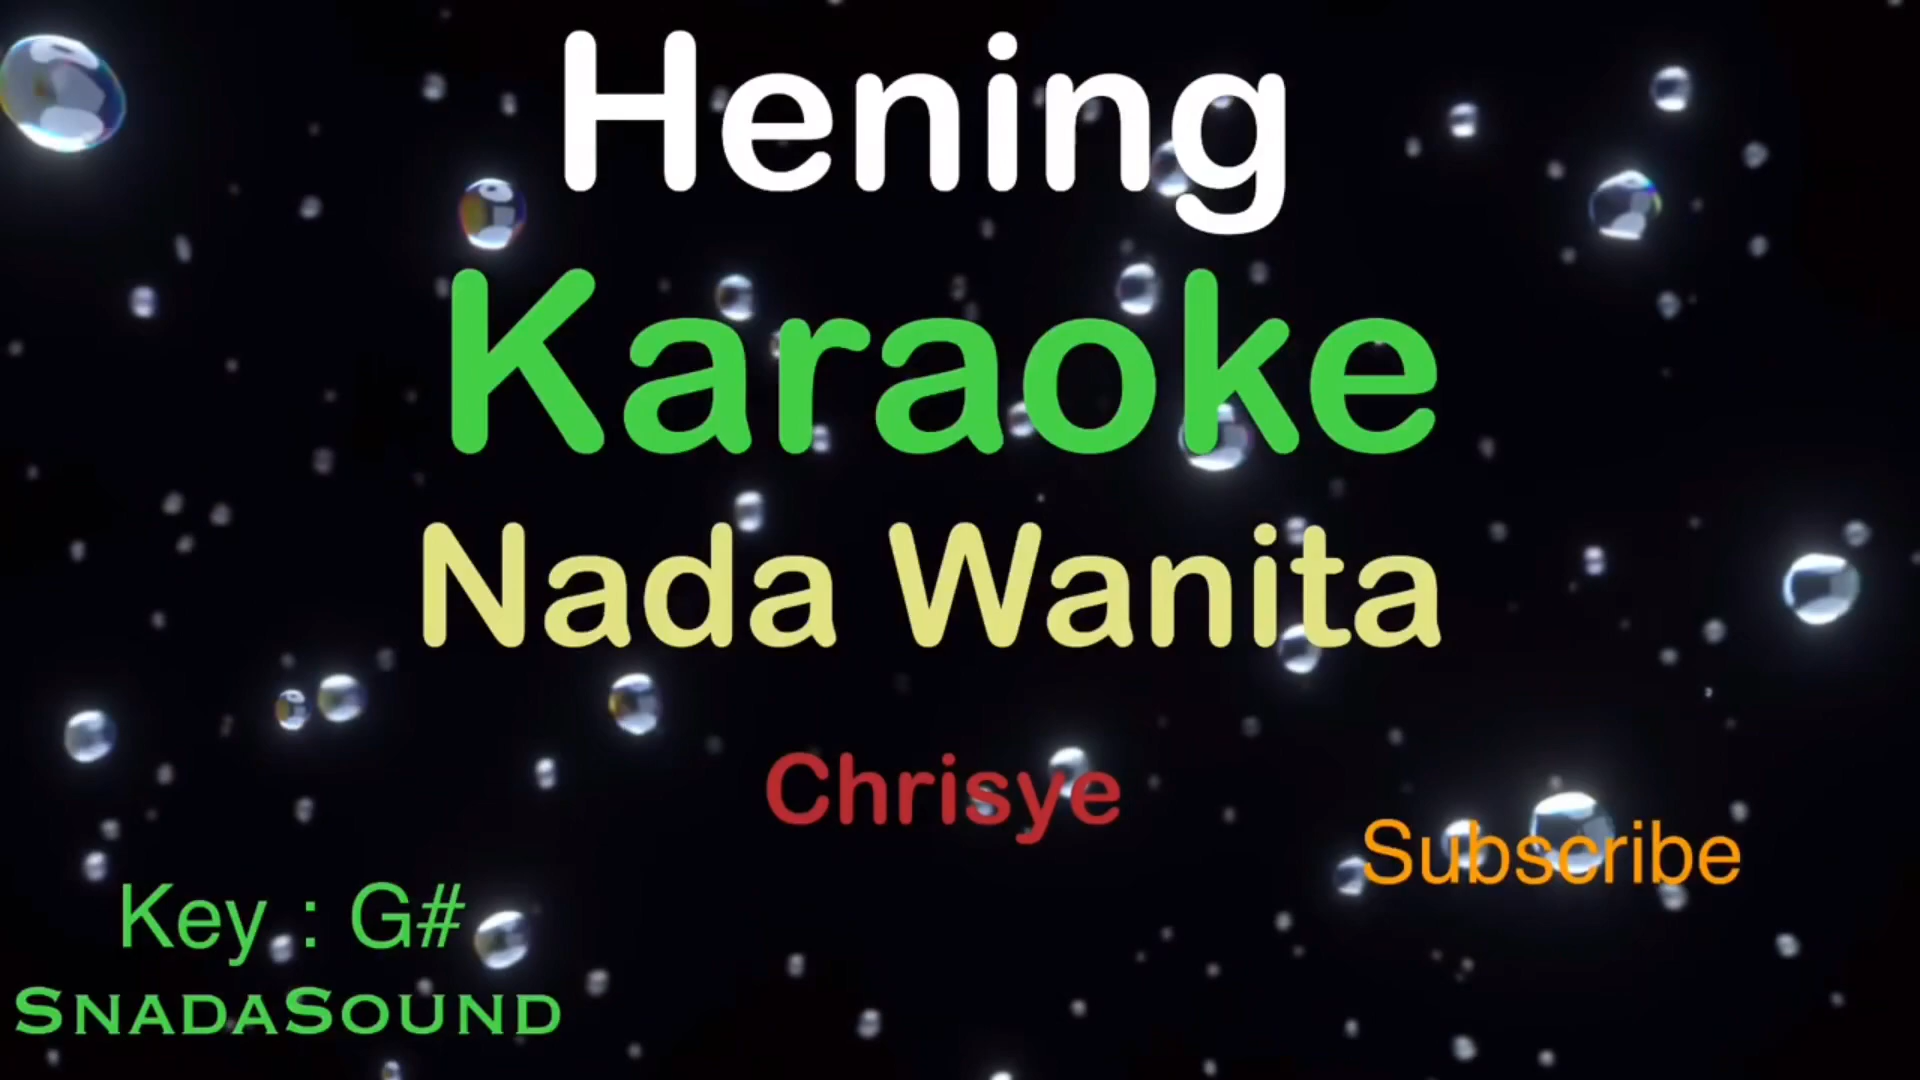 Hening
Karaoke
Nada Wanita
Chrisye
Subscribe
Key : G#
SNADASOUND